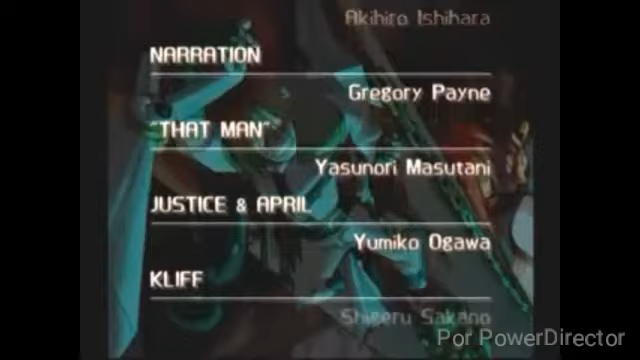 Akihiro Ishihara
NARRATION
Gregory Payne
"THAT MAN"
Yasunori Masutani
JUSTICE & APRIL
Yumiko Ogawa
KLIFF
Shigeru Sakano
Por PowerDirector